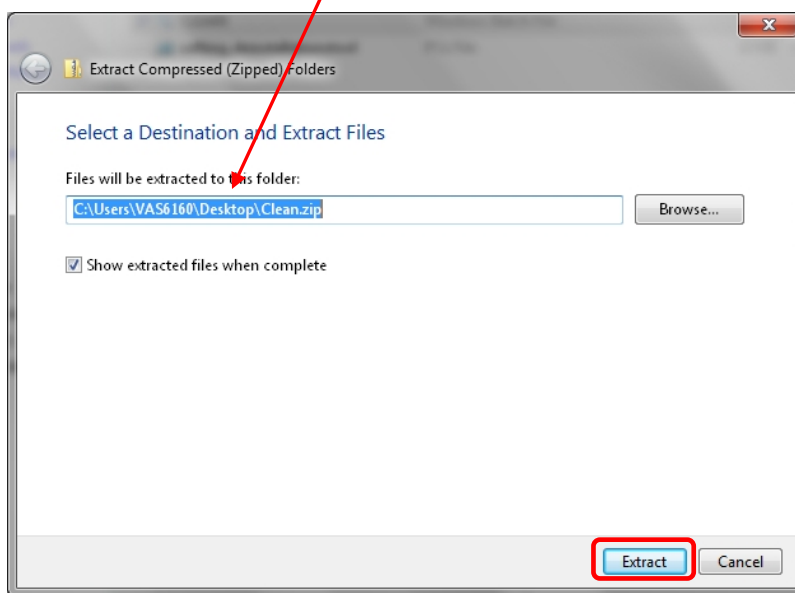 Extract Compressed (Zipped) Folders
Select a Destination and Extract Files
Files will be extracted to this folder:
C:\Users\VAS6160\Desktop\Clean.zip
Browse...
Show extracted files when complete
Extract
Cancel